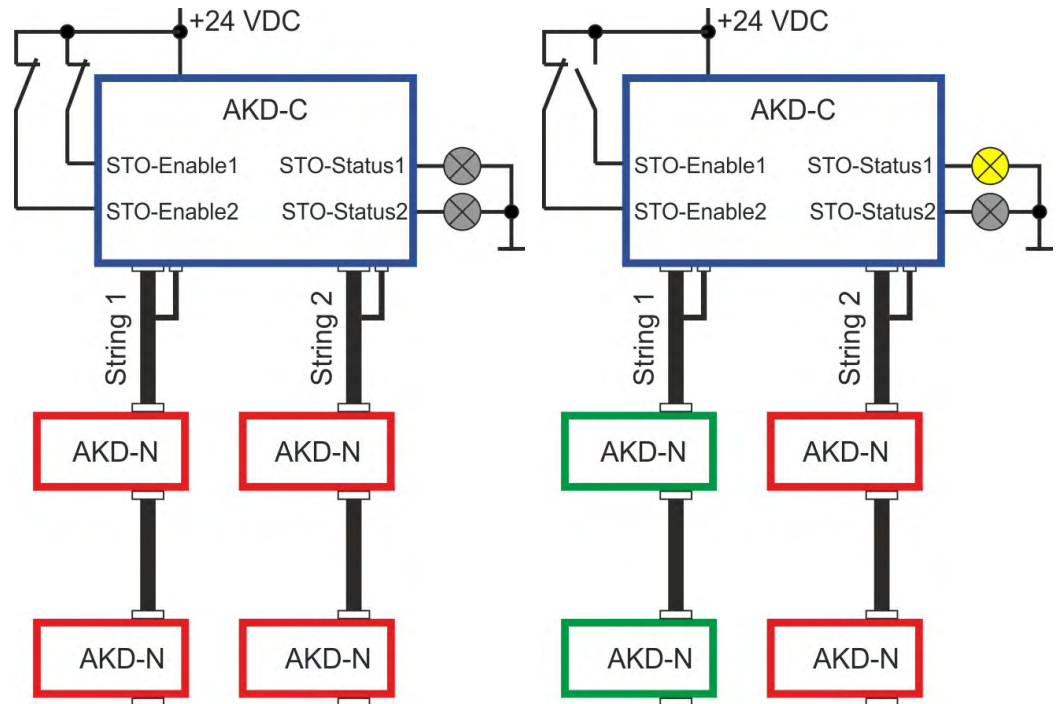 +24 VDC
AKD-C
STO-Enable1 STO-Status1
STO-Enable2 STO-Status2
String 1
String 2
AKD-N AKD-N
AKD-N AKD-N
+24 VDC
AKD-C
STO-Enable1 STO-Status1
STO-Enable2 STO-Status2
String 1
String 2
AKD-N AKD-N
AKD-N AKD-N